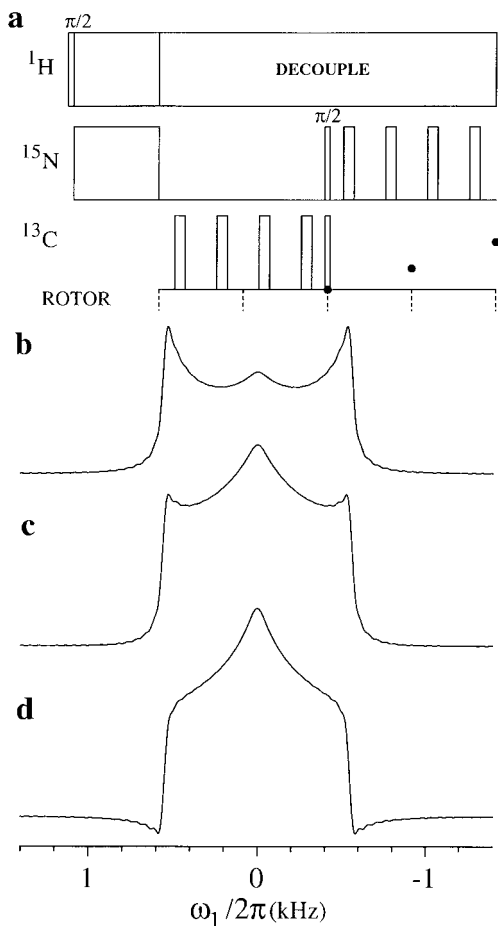 a
π/2
¹H
DECOUPLE
π/2
¹⁵N
¹³C
ROTOR
b
c
d
1 0 -1
ω₁/2π(kHz)